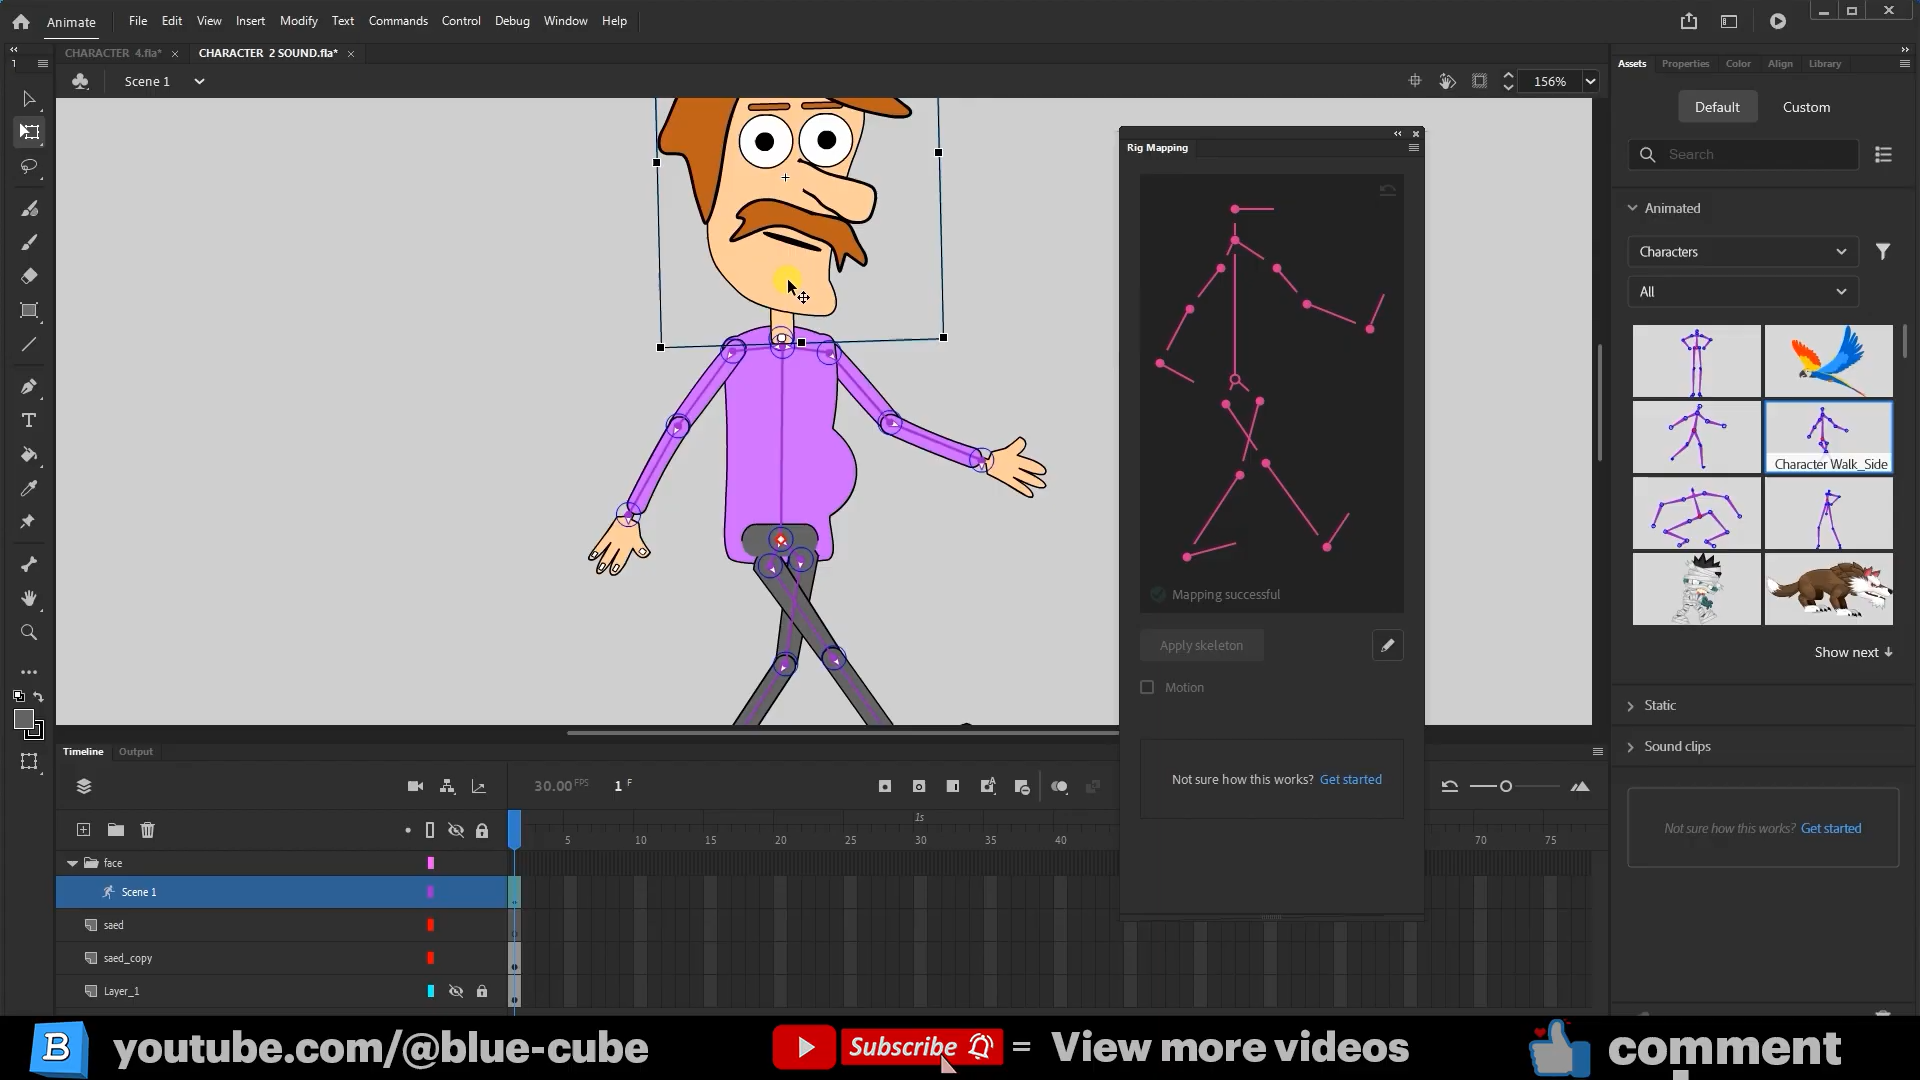 Animate File Edit View Insert Modify Text Commands Control Debug Window Help
CHARACTER 4.fla* CHARACTER 2 SOUND.fla*
Scene 1 156%
Rig Mapping
Mapping successful
Apply skeleton
Motion
Not sure how this works? Get started
Assets Properties Color Align Library
Default Custom
Search
Animated
Characters
All
Character Walk_Side
Show next
Static
Sound clips
Not sure how this works? Get started
Timeline Output
30.00 FPS 1 F
1s
5 10 15 20 25 30 35 40 70 75
face
Scene 1
saed
saed_copy
Layer_1
B youtube.com/@blue-cube Subscribe = View more videos comment